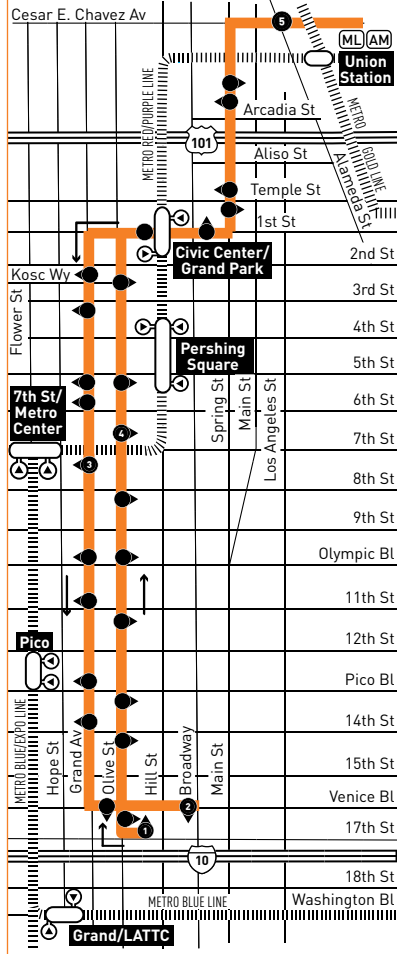 Cesar E. Chavez Av
5
ML AM
Union
Station
METRO RED/PURPLE LINE
METRO
GOLD LINE
Arcadia St
101
Aliso St
Alameda St
Temple St
1st St
Civic Center/
Grand Park
2nd St
Kosc Wy
3rd St
Flower St
4th St
Pershing
Square
5th St
6th St
7th St/
Metro
Center
Spring St
Main St
Los Angeles St
4
7th St
3
8th St
9th St
Olympic Bl
11th St
12th St
Pico
Pico Bl
14th St
METRO BLUE/EXPO LINE
Hope St
Grand Av
Olive St
Hill St
Broadway
Main St
15th St
Venice Bl
2
1
17th St
10
18th St
METRO BLUE LINE
Washington Bl
Grand/LATTC